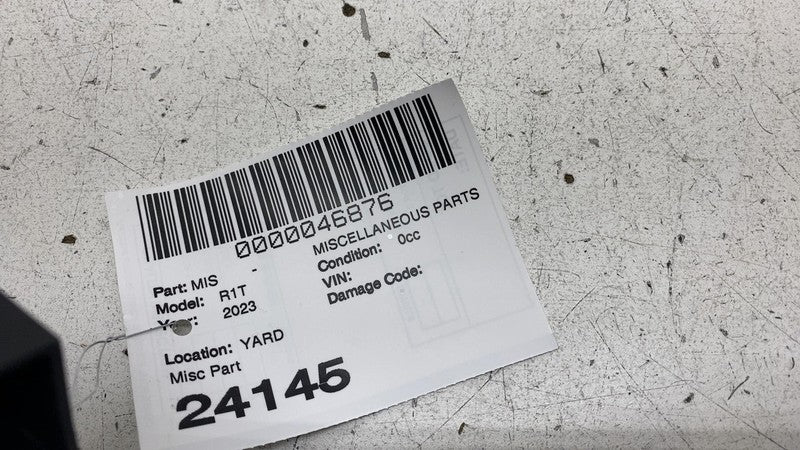 0000046876
Part: MIS - MISCELLANEOUS PARTS
Model: R1T Condition: 0cc
Year: 2023 VIN:
Damage Code:
Location: YARD
Misc Part
24145